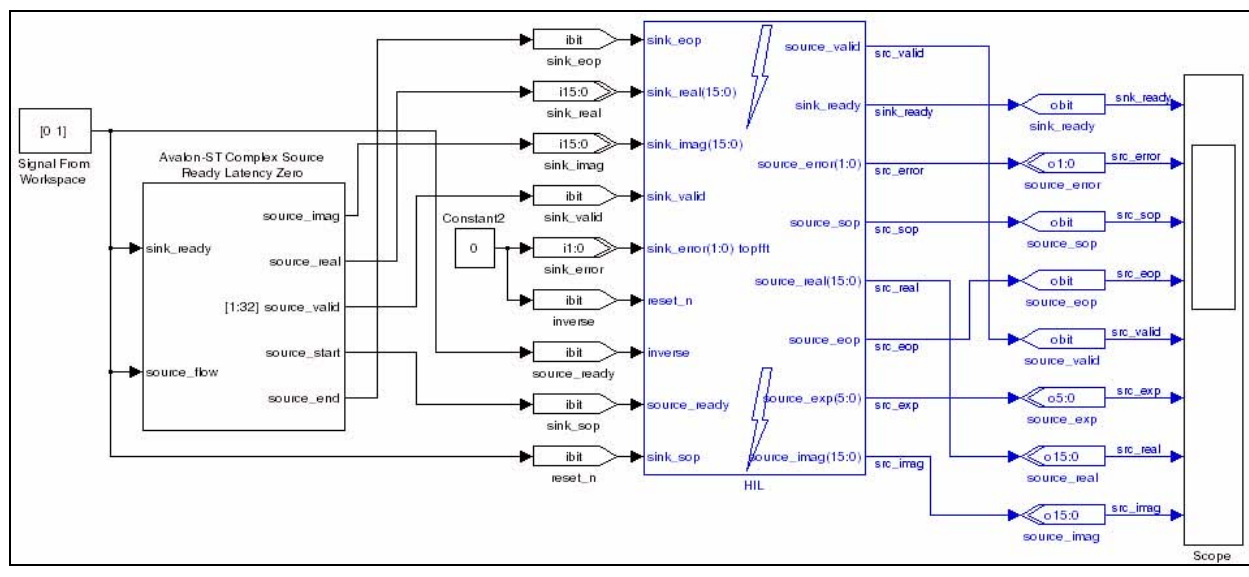 [0 1]
Signal From
Workspace
Avalon-ST Complex Source
Ready Latency Zero
sink_ready
source_flow
source_imag
source_real
[1:32] source_valid
source_start
source_end
Constant2
0
ibit
sink_eop
i15:0
sink_real
i15:0
sink_imag
ibit
sink_valid
i1:0
sink_error
ibit
inverse
ibit
source_ready
ibit
sink_sop
ibit
reset_n
sink_eop
sink_real(15:0)
sink_imag(15:0)
sink_valid
sink_error(1:0) topfft
reset_n
inverse
source_ready
sink_sop
source_valid
sink_ready
source_error(1:0)
source_sop
source_real(15:0)
source_eop
source_exp(5:0)
source_imag(15:0)
HIL
src_valid
sink_ready
src_error
src_sop
src_real
src_eop
src_exp
src_imag
obit
sink_ready
o1:0
source_error
obit
source_sop
obit
source_eop
obit
source_valid
o5:0
source_exp
o15:0
source_real
o15:0
source_imag
snk_ready
src_error
src_sop
src_eop
src_valid
src_exp
src_real
src_imag
Scope